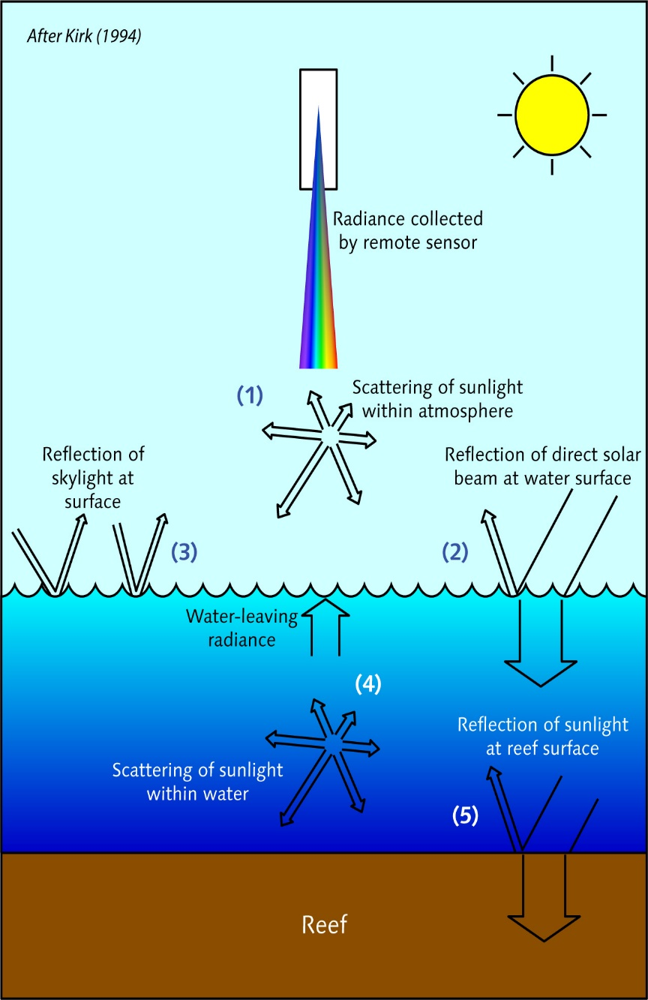 After Kirk (1994)
Radiance collected
by remote sensor
(1)
Scattering of sunlight
within atmosphere
Reflection of
skylight at
surface
(3)
Reflection of direct solar
beam at water surface
(2)
Water-leaving
radiance
(4)
Scattering of sunlight
within water
Reflection of sunlight
at reef surface
(5)
Reef